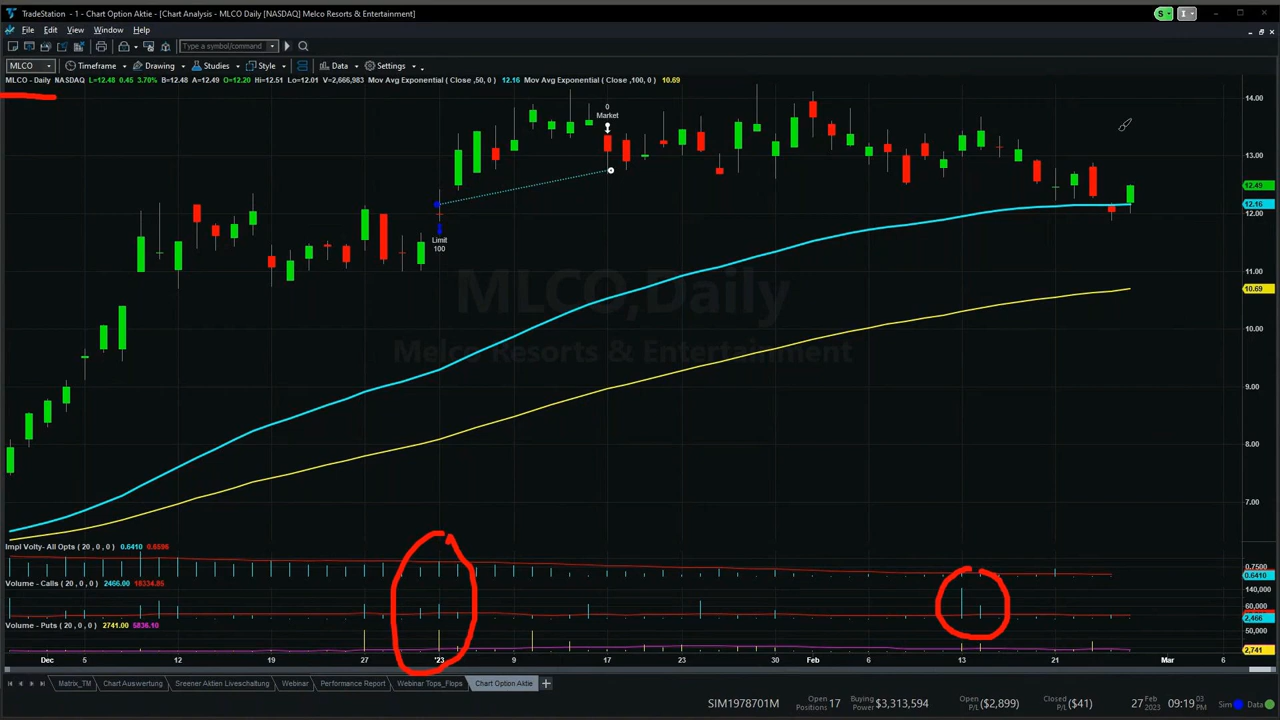 TradeStation - 1 - Chart Option Aktie - [Chart Analysis - MLCO Daily [NASDAQ] Melco Resorts & Entertainment]
S
I
File Edit View Insert Window Help
Type a symbol/command
MLCO Timeframe Drawing Studies Style Data Settings
MLCO - Daily NASDAQ L=12.48 0.45 3.70% B=12.48 A=12.49 O=12.20 Hi=12.51 Lo=12.01 V=2,666,983 Mov Avg Exponential ( Close ,50, 0 ) 12.16 Mov Avg Exponential ( Close ,100, 0 ) 10.69
14.00
0
Market
13.00
12.49
12.16
12.00
Limit
100
11.00
10.69
MLCO,Daily
10.00
Melco Resorts & Entertainment
9.00
8.00
7.00
Impl Volty- All Opts ( 20 , 0 , 0 ) 0.6410 0.6596
0.7500
0.6410
Volume - Calls ( 20 , 0 , 0 ) 2466.00 18334.85
140,000
60,000
2,466
Volume - Puts ( 20 , 0 , 0 ) 2741.00 5836.10
50,000
2,741
Dec 5 12 27 '23 9 17 23 30 Feb 6 13 21 Mar 6
Matrix_TM Chart Auswertung Sreener Aktien Liveschaltung Webinar Performance Report Webinar Tops_Flops Chart Option Aktie
SIM1978701M Open Positions 17 Buying Power $3,313,594 Open P/L ($2,899) Closed P/L ($41) 27 Feb 2023 09:19 03 PM Sim Data